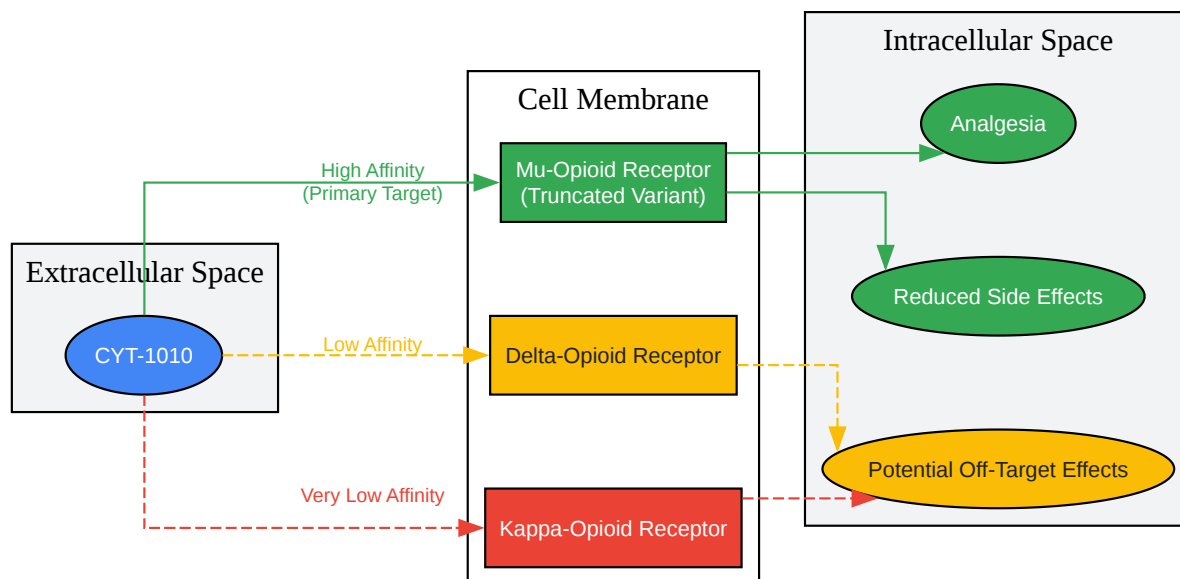 Intracellular Space
Cell Membrane
Analgesia
High Affinity
(Primary Target)
Mu-Opioid Receptor
(Truncated Variant)
Extracellular Space
Reduced Side Effects
CYT-1010
Low Affinity
Delta-Opioid Receptor
Potential Off-Target Effects
Very Low Affinity
Kappa-Opioid Receptor